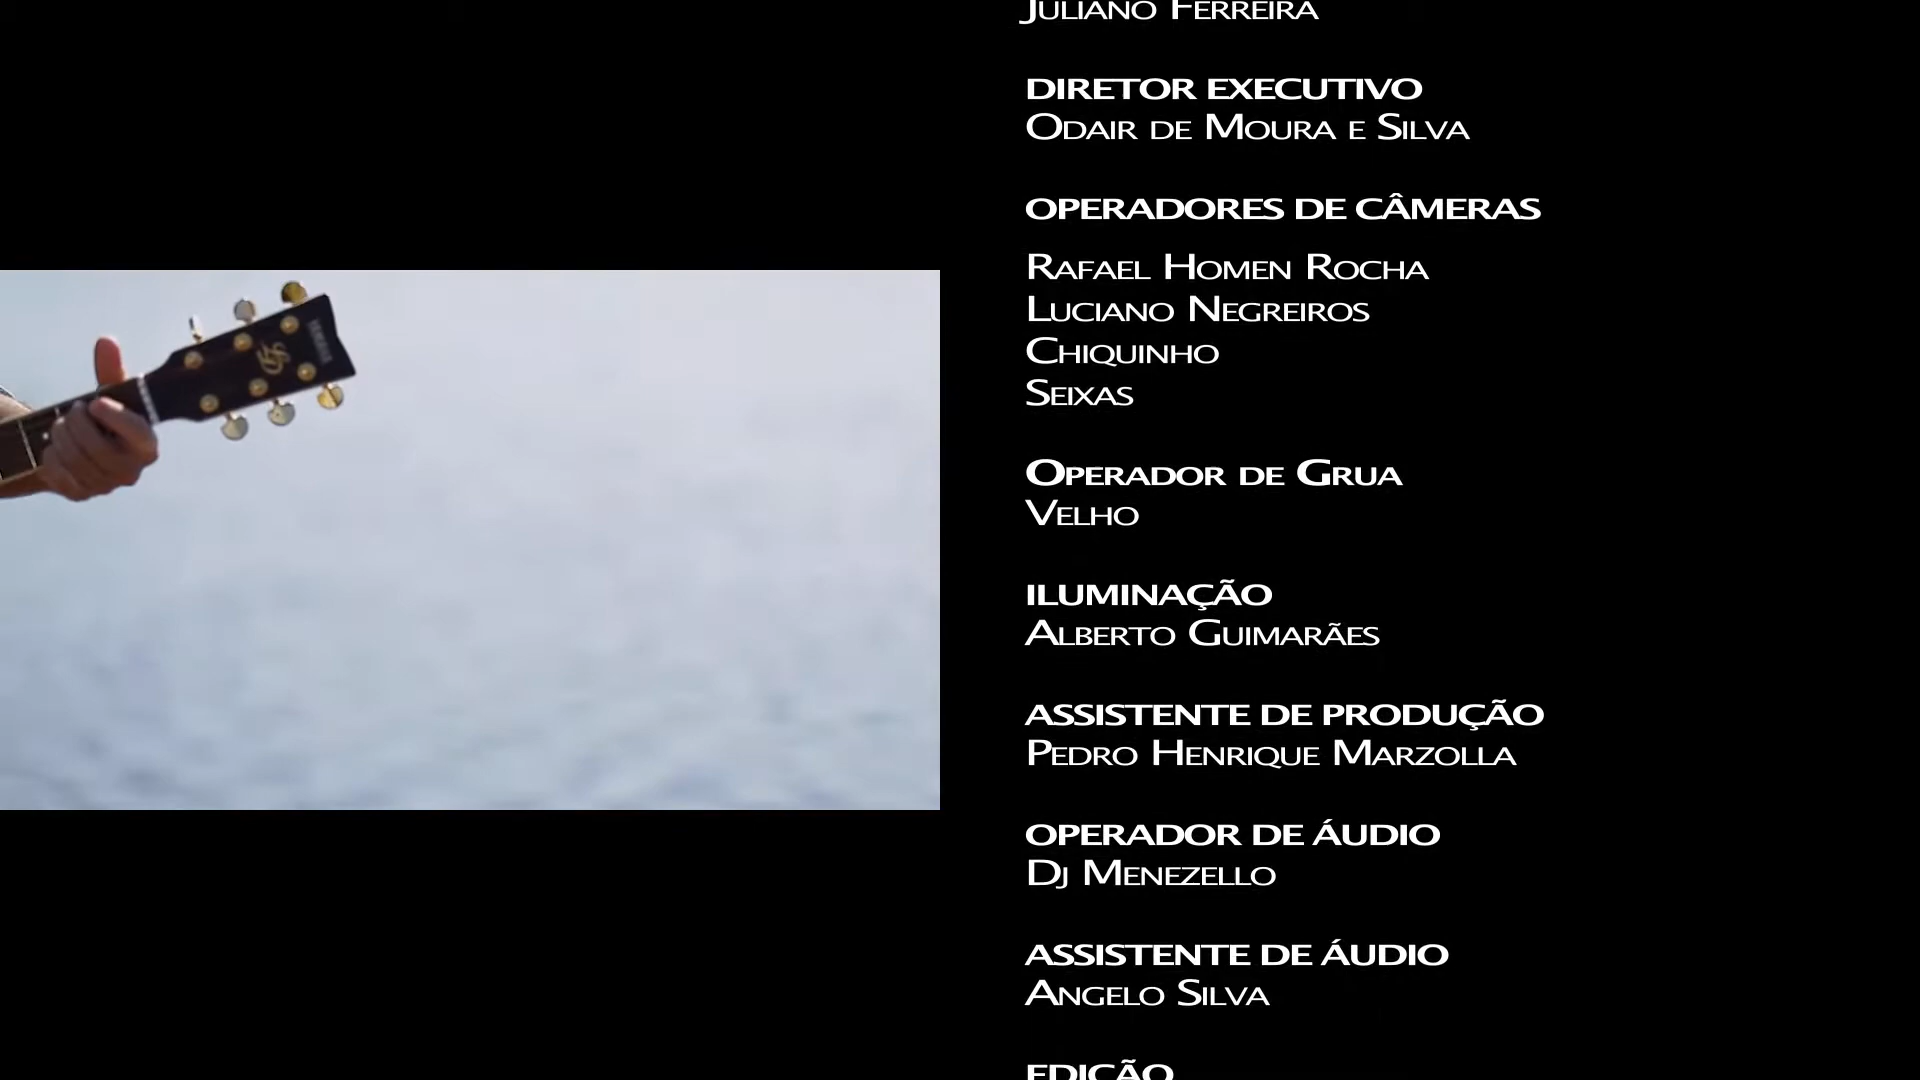 JULIANO FERREIRA
DIRETOR EXECUTIVO
ODAIR DE MOURA E SILVA
OPERADORES DE CÂMERAS
RAFAEL HOMEN ROCHA
LUCIANO NEGREIROS
CHIQUINHO
SEIXAS
OPERADOR DE GRUA
VELHO
ILUMINAÇÃO
ALBERTO GUIMARÃES
ASSISTENTE DE PRODUÇÃO
PEDRO HENRIQUE MARZOLLA
OPERADOR DE ÁUDIO
DJ MENEZELLO
ASSISTENTE DE ÁUDIO
ANGELO SILVA
EDIÇÃO
YAMAHA